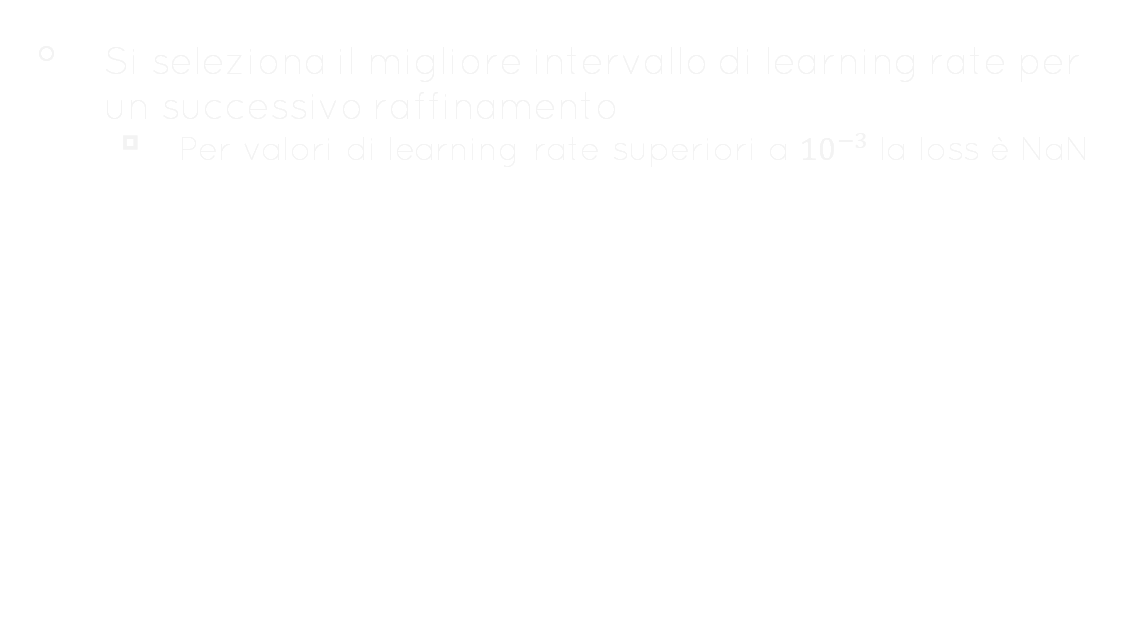 Si seleziona il migliore intervallo di learning rate per
un successivo raffinamento
Per valori di learning rate superiori a 10⁻³ la loss è NaN